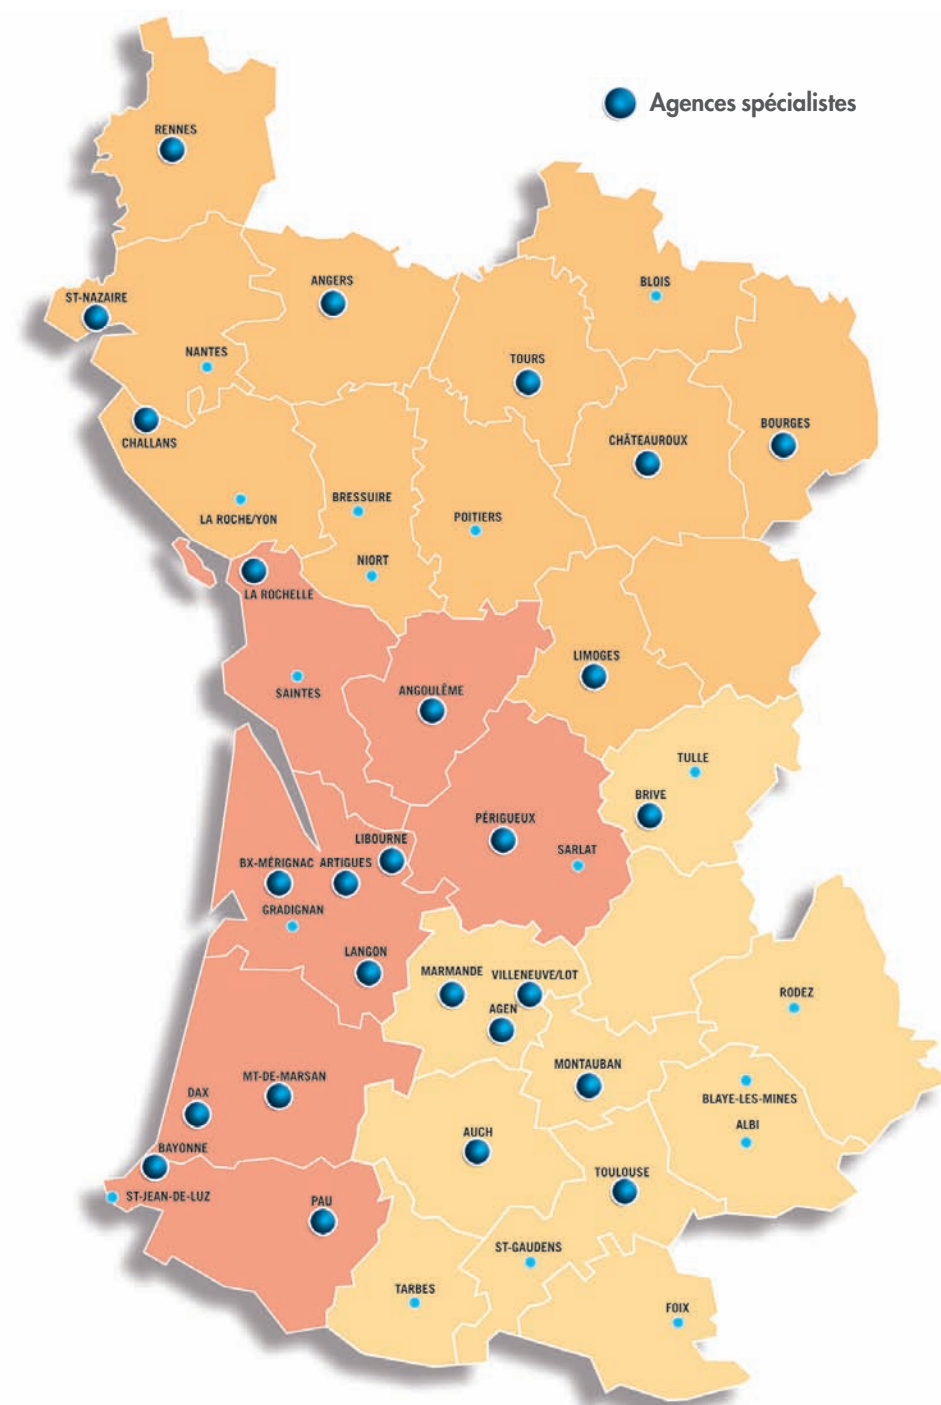 Agences spécialistes
RENNES
ANGERS
BLOIS
ST-NAZAIRE
NANTES
TOURS
CHALLANS
CHÂTEAUROUX
BOURGES
LA ROCHE/YON
BRESSUIRE
POITIERS
NIORT
LA ROCHELLE
LIMOGES
SAINTES
ANGOULÊME
TULLE
BRIVE
PÉRIGUEUX
LIBOURNE
SARLAT
BX-MÉRIGNAC
ARTIGUES
GRADIGNAN
LANGON
MARMANDE
VILLENEUVE/LOT
AGEN
RODEZ
MONTAUBAN
MT-DE-MARSAN
DAX
BLAYE-LES-MINES
ALBI
AUCH
BAYONNE
TOULOUSE
ST-JEAN-DE-LUZ
PAU
ST-GAUDENS
TARBES
FOIX